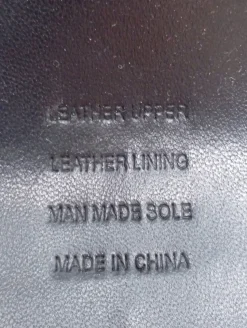 LEATHER UPPER
LEATHER LINING
MAN MADE SOLE
MADE IN CHINA